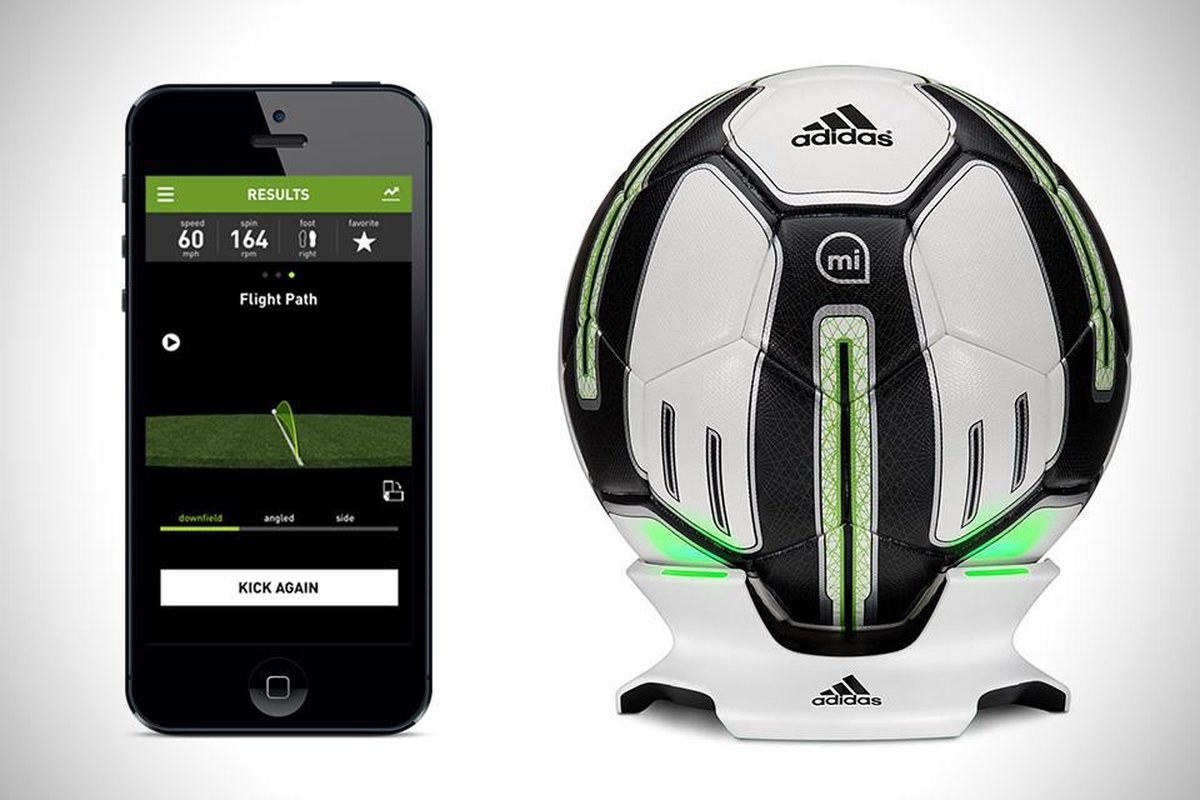 RESULTS
speed spin foot favorite
60 164
mph rpm right
Flight Path
downfield angled side
KICK AGAIN
adidas®
mi
adidas